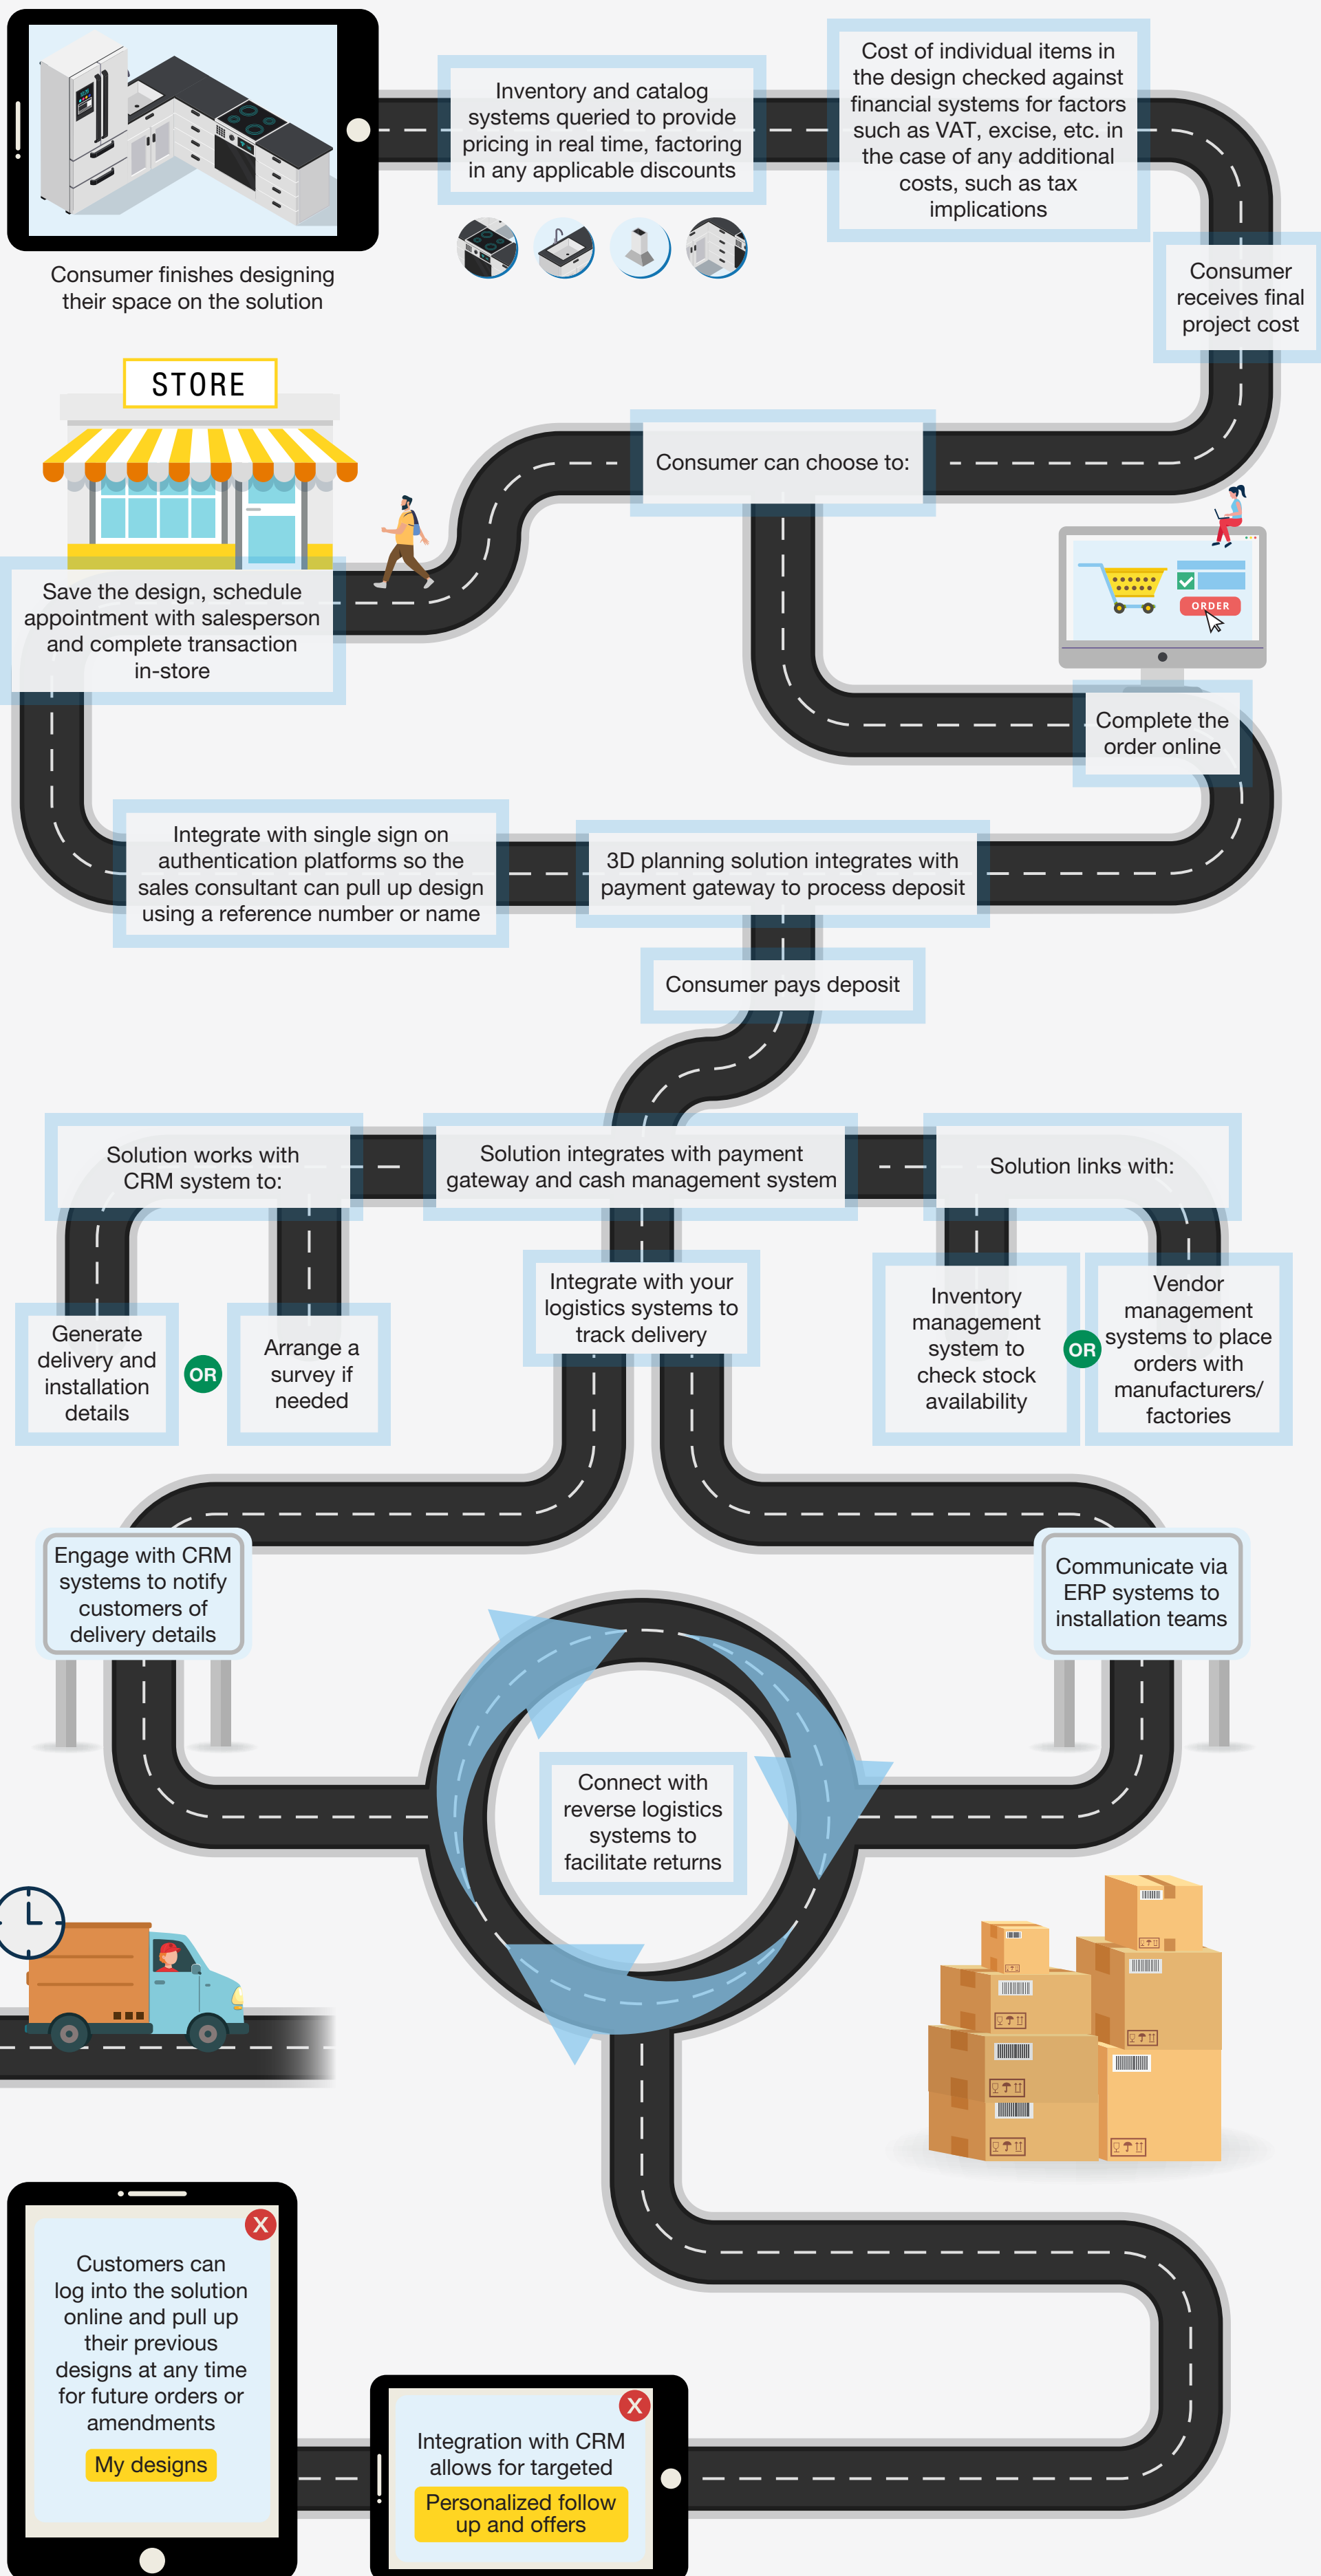 Consumer finishes designing
their space on the solution
Inventory and catalog
systems queried to provide
pricing in real time, factoring
in any applicable discounts
Cost of individual items in
the design checked against
financial systems for factors
such as VAT, excise, etc. in
the case of any additional
costs, such as tax
implications
Consumer
receives final
project cost
Consumer can choose to:
STORE
Save the design, schedule
appointment with salesperson
and complete transaction
in-store
ORDER
Complete the
order online
Integrate with single sign on
authentication platforms so the
sales consultant can pull up design
using a reference number or name
3D planning solution integrates with
payment gateway to process deposit
Consumer pays deposit
Solution works with
CRM system to:
Solution integrates with payment
gateway and cash management system
Solution links with:
Generate
delivery and
installation
details
OR
Arrange a
survey if
needed
Integrate with your
logistics systems to
track delivery
Inventory
management
system to
check stock
availability
OR
Vendor
management
systems to place
orders with
manufacturers/
factories
Engage with CRM
systems to notify
customers of
delivery details
Communicate via
ERP systems to
installation teams
Connect with
reverse logistics
systems to
facilitate returns
X
Customers can
log into the solution
online and pull up
their previous
designs at any time
for future orders or
amendments
My designs
X
Integration with CRM
allows for targeted
Personalized follow
up and offers